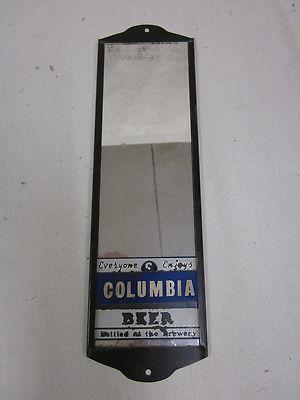 Everyone Enjoys
COLUMBIA
BEER
Bottled at the Brewery